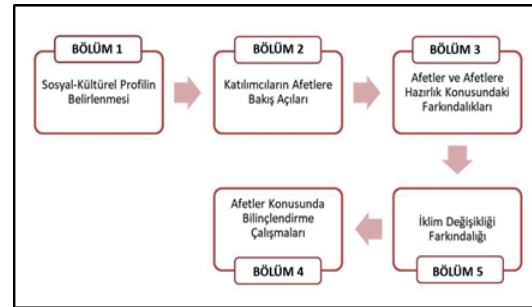 BÖLÜM 1
Sosyal-Kültürel Profilin
Belirlenmesi
BÖLÜM 2
Katılımcıların Afetlere
Bakış Açıları
BÖLÜM 3
Afetler ve Afetlere
Hazırlık Konusundaki
Farkındalıkları
İklim Değişikliği
Farkındalığı
BÖLÜM 5
Afetler Konusunda
Bilinçlendirme
Çalışmaları
BÖLÜM 4